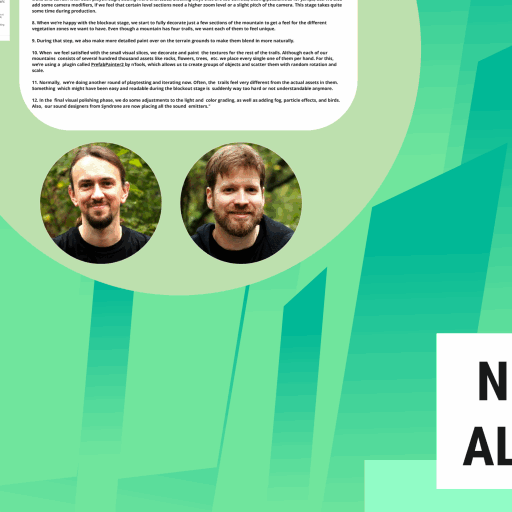 add some camera modifiers, if we feel that certain level sections need a higher zoom level or a slight pitch of the camera. This stage takes quite
some time during production.
8. When we're happy with the blockout stage, we start to fully decorate just a few sections of the mountain to get a feel for the different
vegetation zones we want to have. Even though a mountain has four trails, we want each of them to feel unique.
9. During that step, we also make more detailed paint over on the terrain grounds to make them blend in more naturally.
10. When we feel satisfied with the small visual slices, we decorate and paint the textures for the rest of the trails. Although each of our
mountains consists of several hundred thousand assets like rocks, flowers, trees, etc. we place every single one of them per hand. For this,
we're using a plugin called PrefabPainter2 by nTools, which allows us to create groups of objects and scatter them with random rotation and
scale.
11. Normally, we're doing another round of playtesting and iterating now. Often, the trails feel very different from the actual assets in them.
Something which might have been easy and readable during the blockout stage is suddenly way too hard or not understandable anymore.
12. In the final visual polishing phase, we do some adjustments to the light and color grading, as well as adding fog, particle effects, and birds.
Also, our sound designers from Syndrone are now placing all the sound emitters."
N
AL